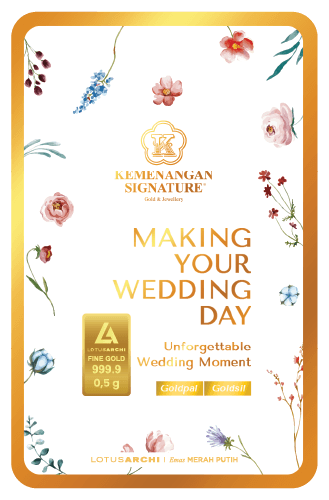 K
KEMENANGAN
SIGNATURE
Gold & Jewellery
MAKING
YOUR
WEDDING
DAY
Unforgettable
Wedding Moment
Goldpal Goldsif
LOTUSARCHI
FINE GOLD
999.9
0,5 g
LOTUSARCHI | Emas MERAH PUTIH